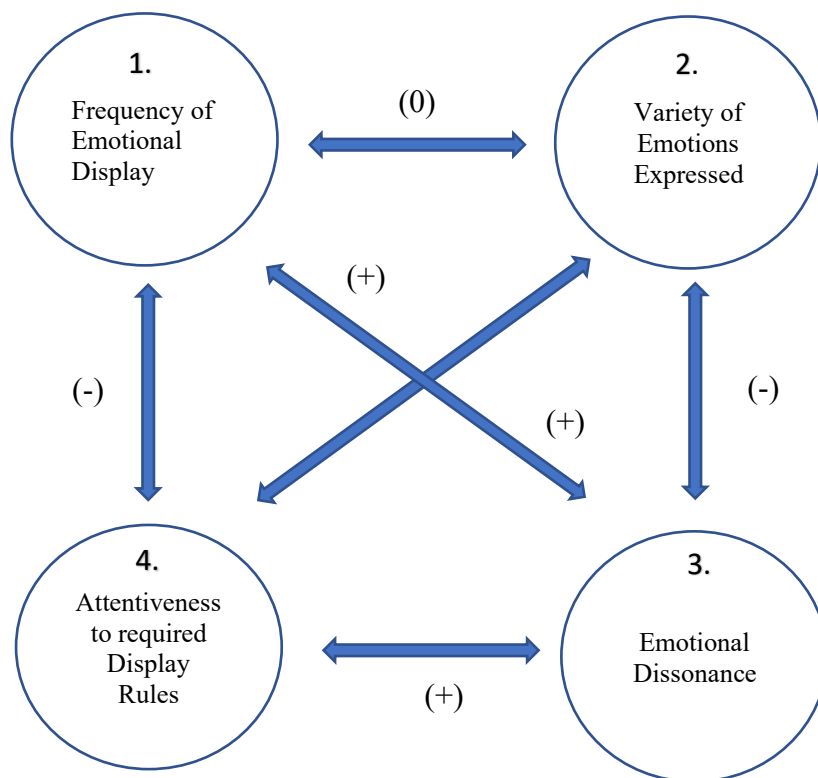 1.
Frequency of
Emotional
Display
(0)
2.
Variety of
Emotions
Expressed
(+)
(-)
(+)
(-)
4.
Attentiveness
to required
Display
Rules
(+)
3.
Emotional
Dissonance